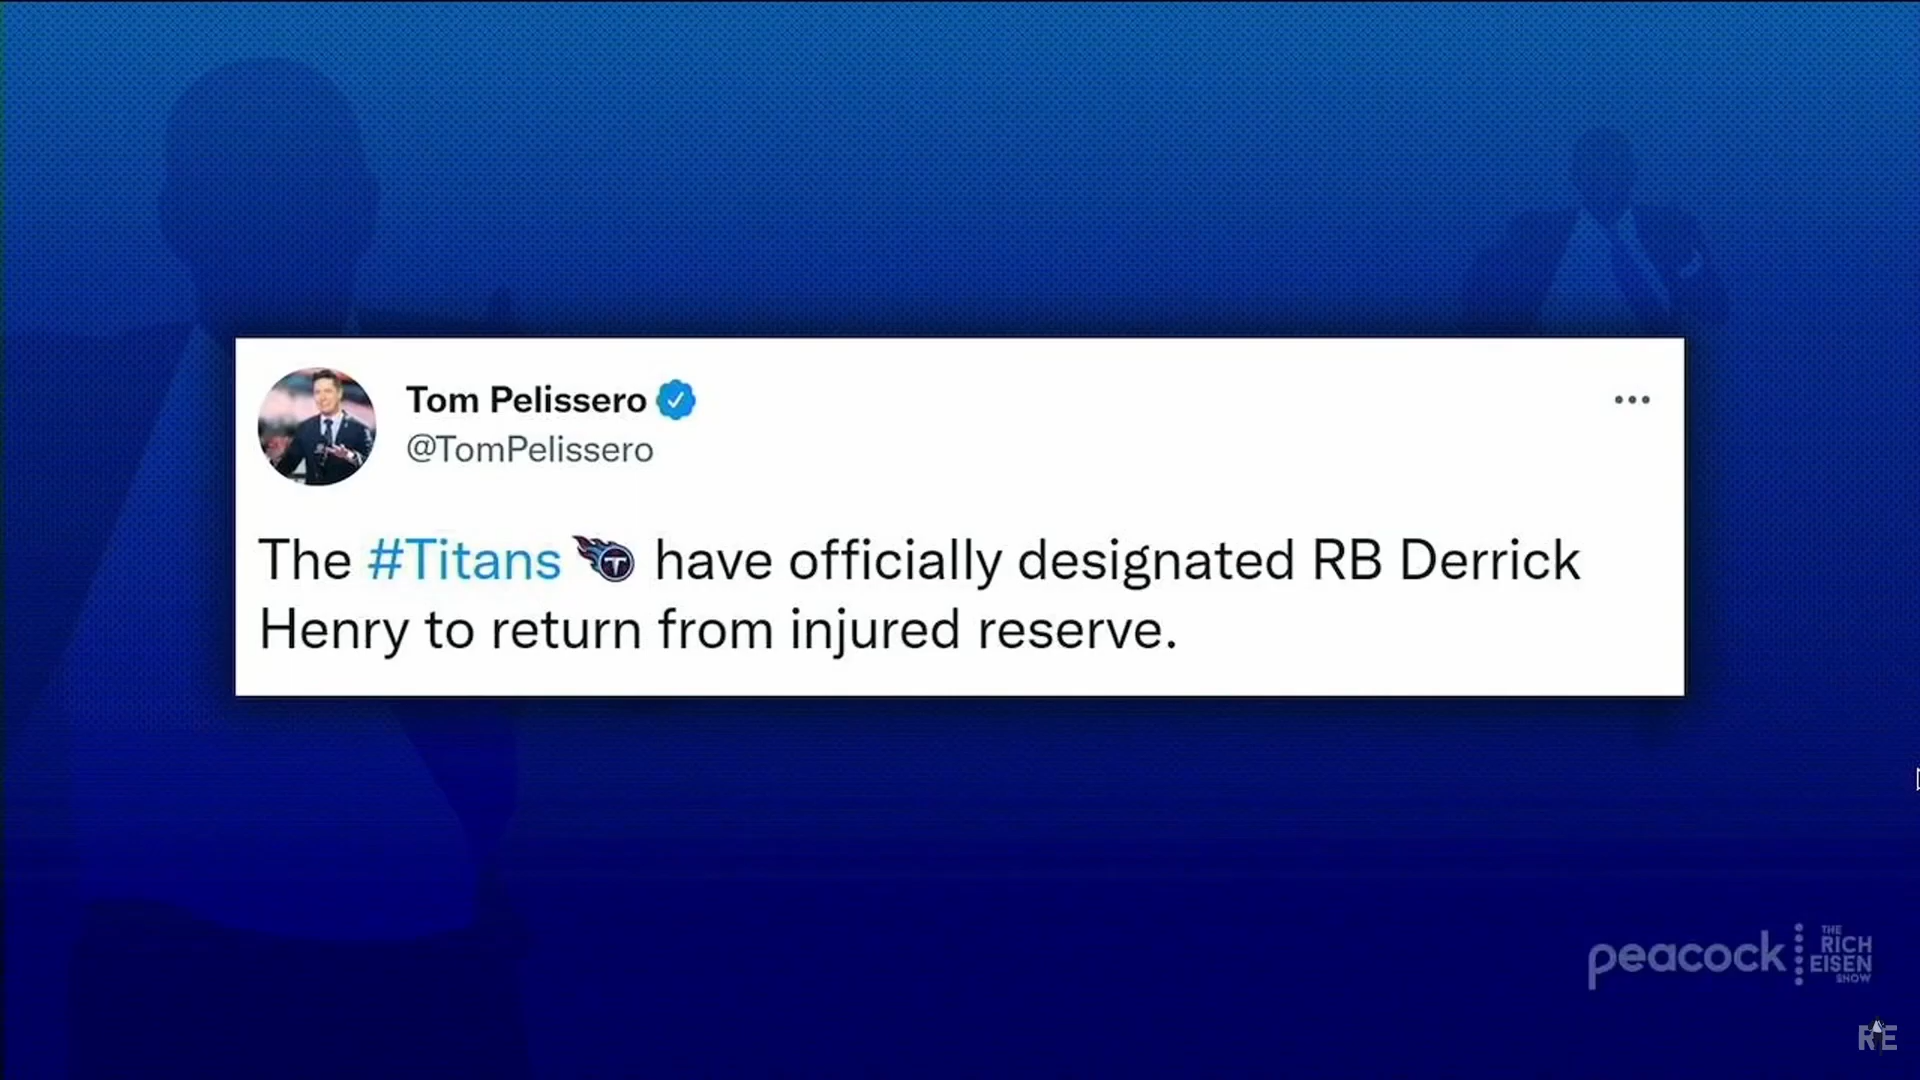 Tom Pelissero
@TomPelissero
The #Titans have officially designated RB Derrick
Henry to return from injured reserve.
peacock
THE
RICH
EISEN
SHOW
RE